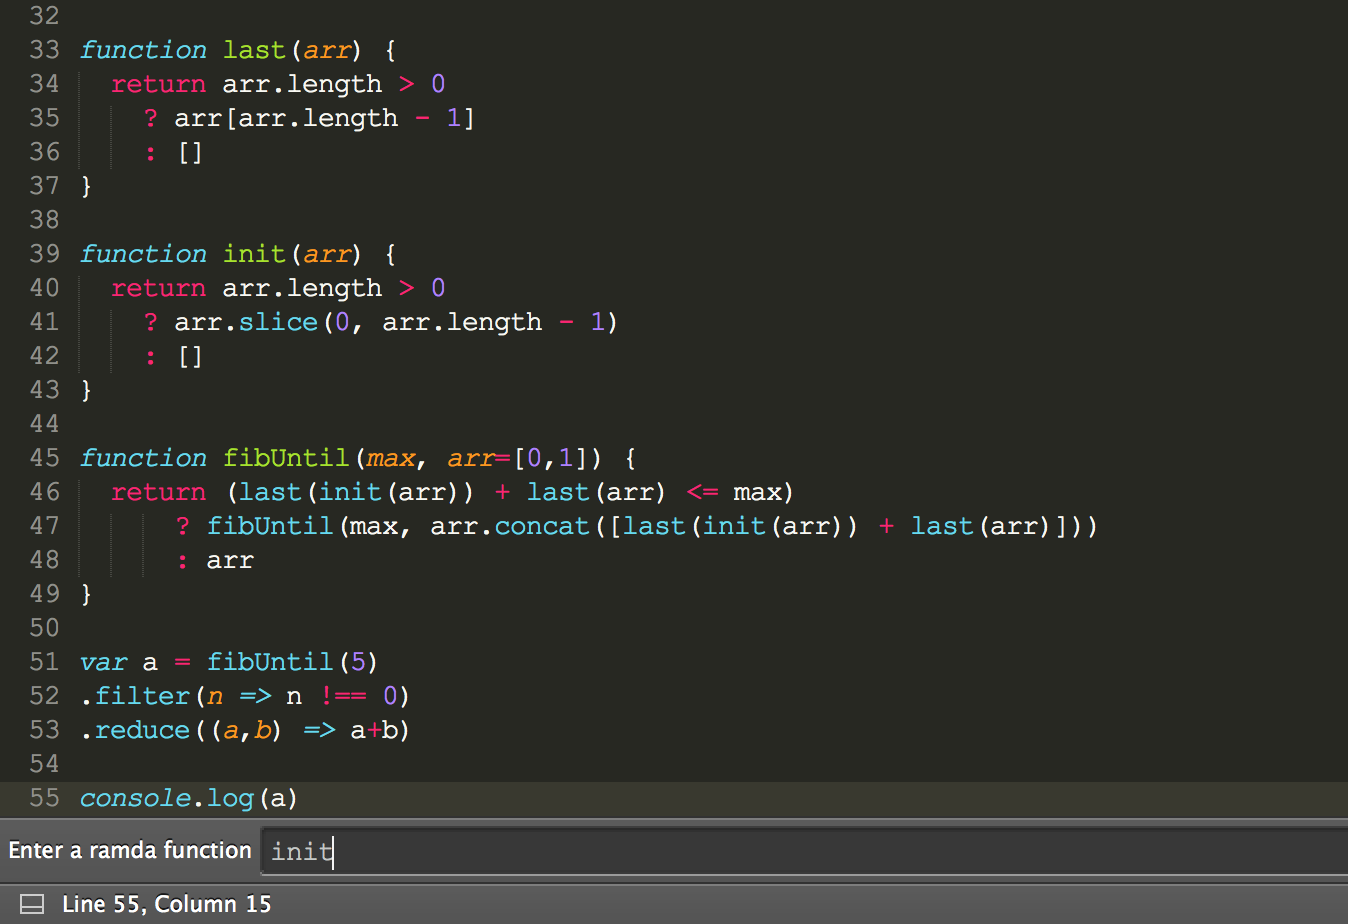 32
33 function last(arr) {
34   return arr.length > 0
35     ? arr[arr.length - 1]
36     : []
37 }
38
39 function init(arr) {
40   return arr.length > 0
41     ? arr.slice(0, arr.length - 1)
42     : []
43 }
44
45 function fibUntil(max, arr=[0,1]) {
46   return (last(init(arr)) + last(arr) <= max)
47       ? fibUntil(max, arr.concat([last(init(arr)) + last(arr)]))
48       : arr
49 }
50
51 var a = fibUntil(5)
52 .filter(n => n !== 0)
53 .reduce((a,b) => a+b)
54
55 console.log(a)
Enter a ramda function init
Line 55, Column 15